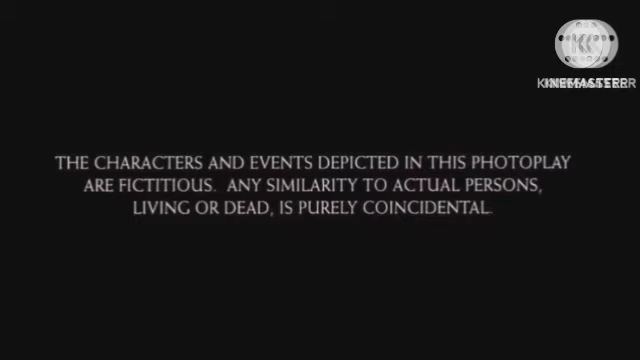 KINEMASTER
THE CHARACTERS AND EVENTS DEPICTED IN THIS PHOTOPLAY
ARE FICTITIOUS. ANY SIMILARITY TO ACTUAL PERSONS,
LIVING OR DEAD, IS PURELY COINCIDENTAL.